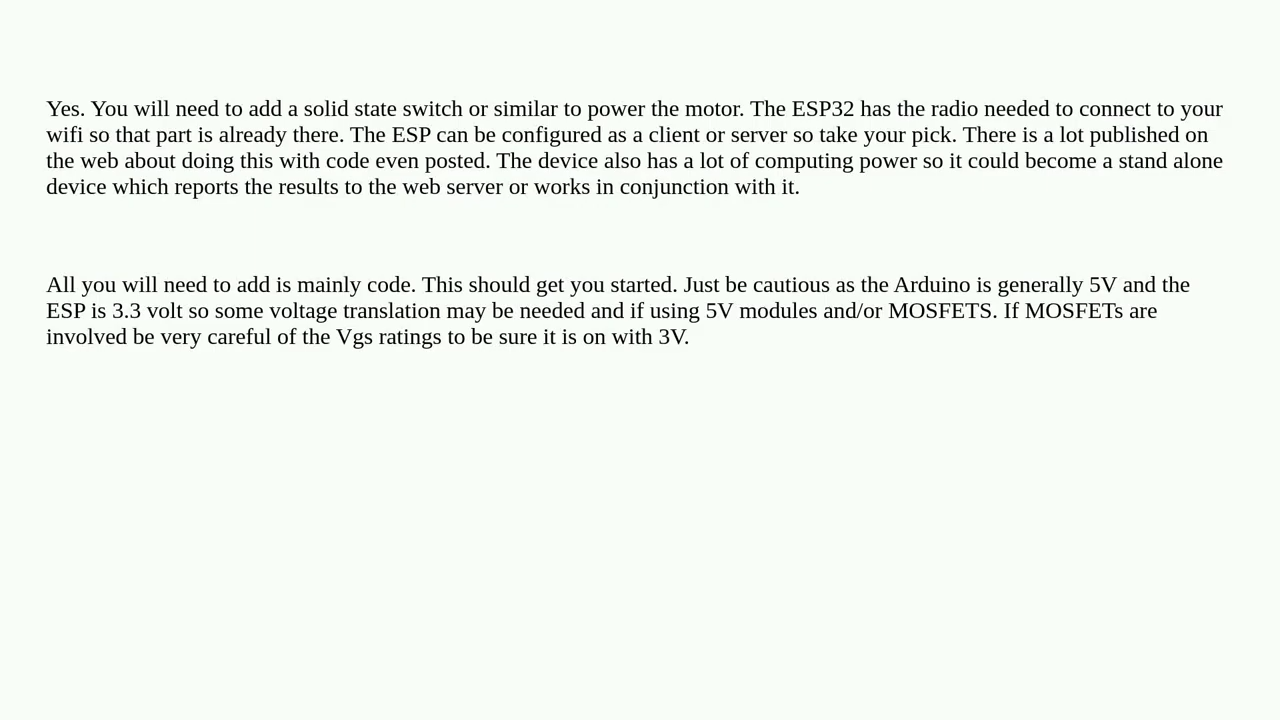 Yes. You will need to add a solid state switch or similar to power the motor. The ESP32 has the radio needed to connect to your
wifi so that part is already there. The ESP can be configured as a client or server so take your pick. There is a lot published on
the web about doing this with code even posted. The device also has a lot of computing power so it could become a stand alone
device which reports the results to the web server or works in conjunction with it.
All you will need to add is mainly code. This should get you started. Just be cautious as the Arduino is generally 5V and the
ESP is 3.3 volt so some voltage translation may be needed and if using 5V modules and/or MOSFETS. If MOSFETs are
involved be very careful of the Vgs ratings to be sure it is on with 3V.